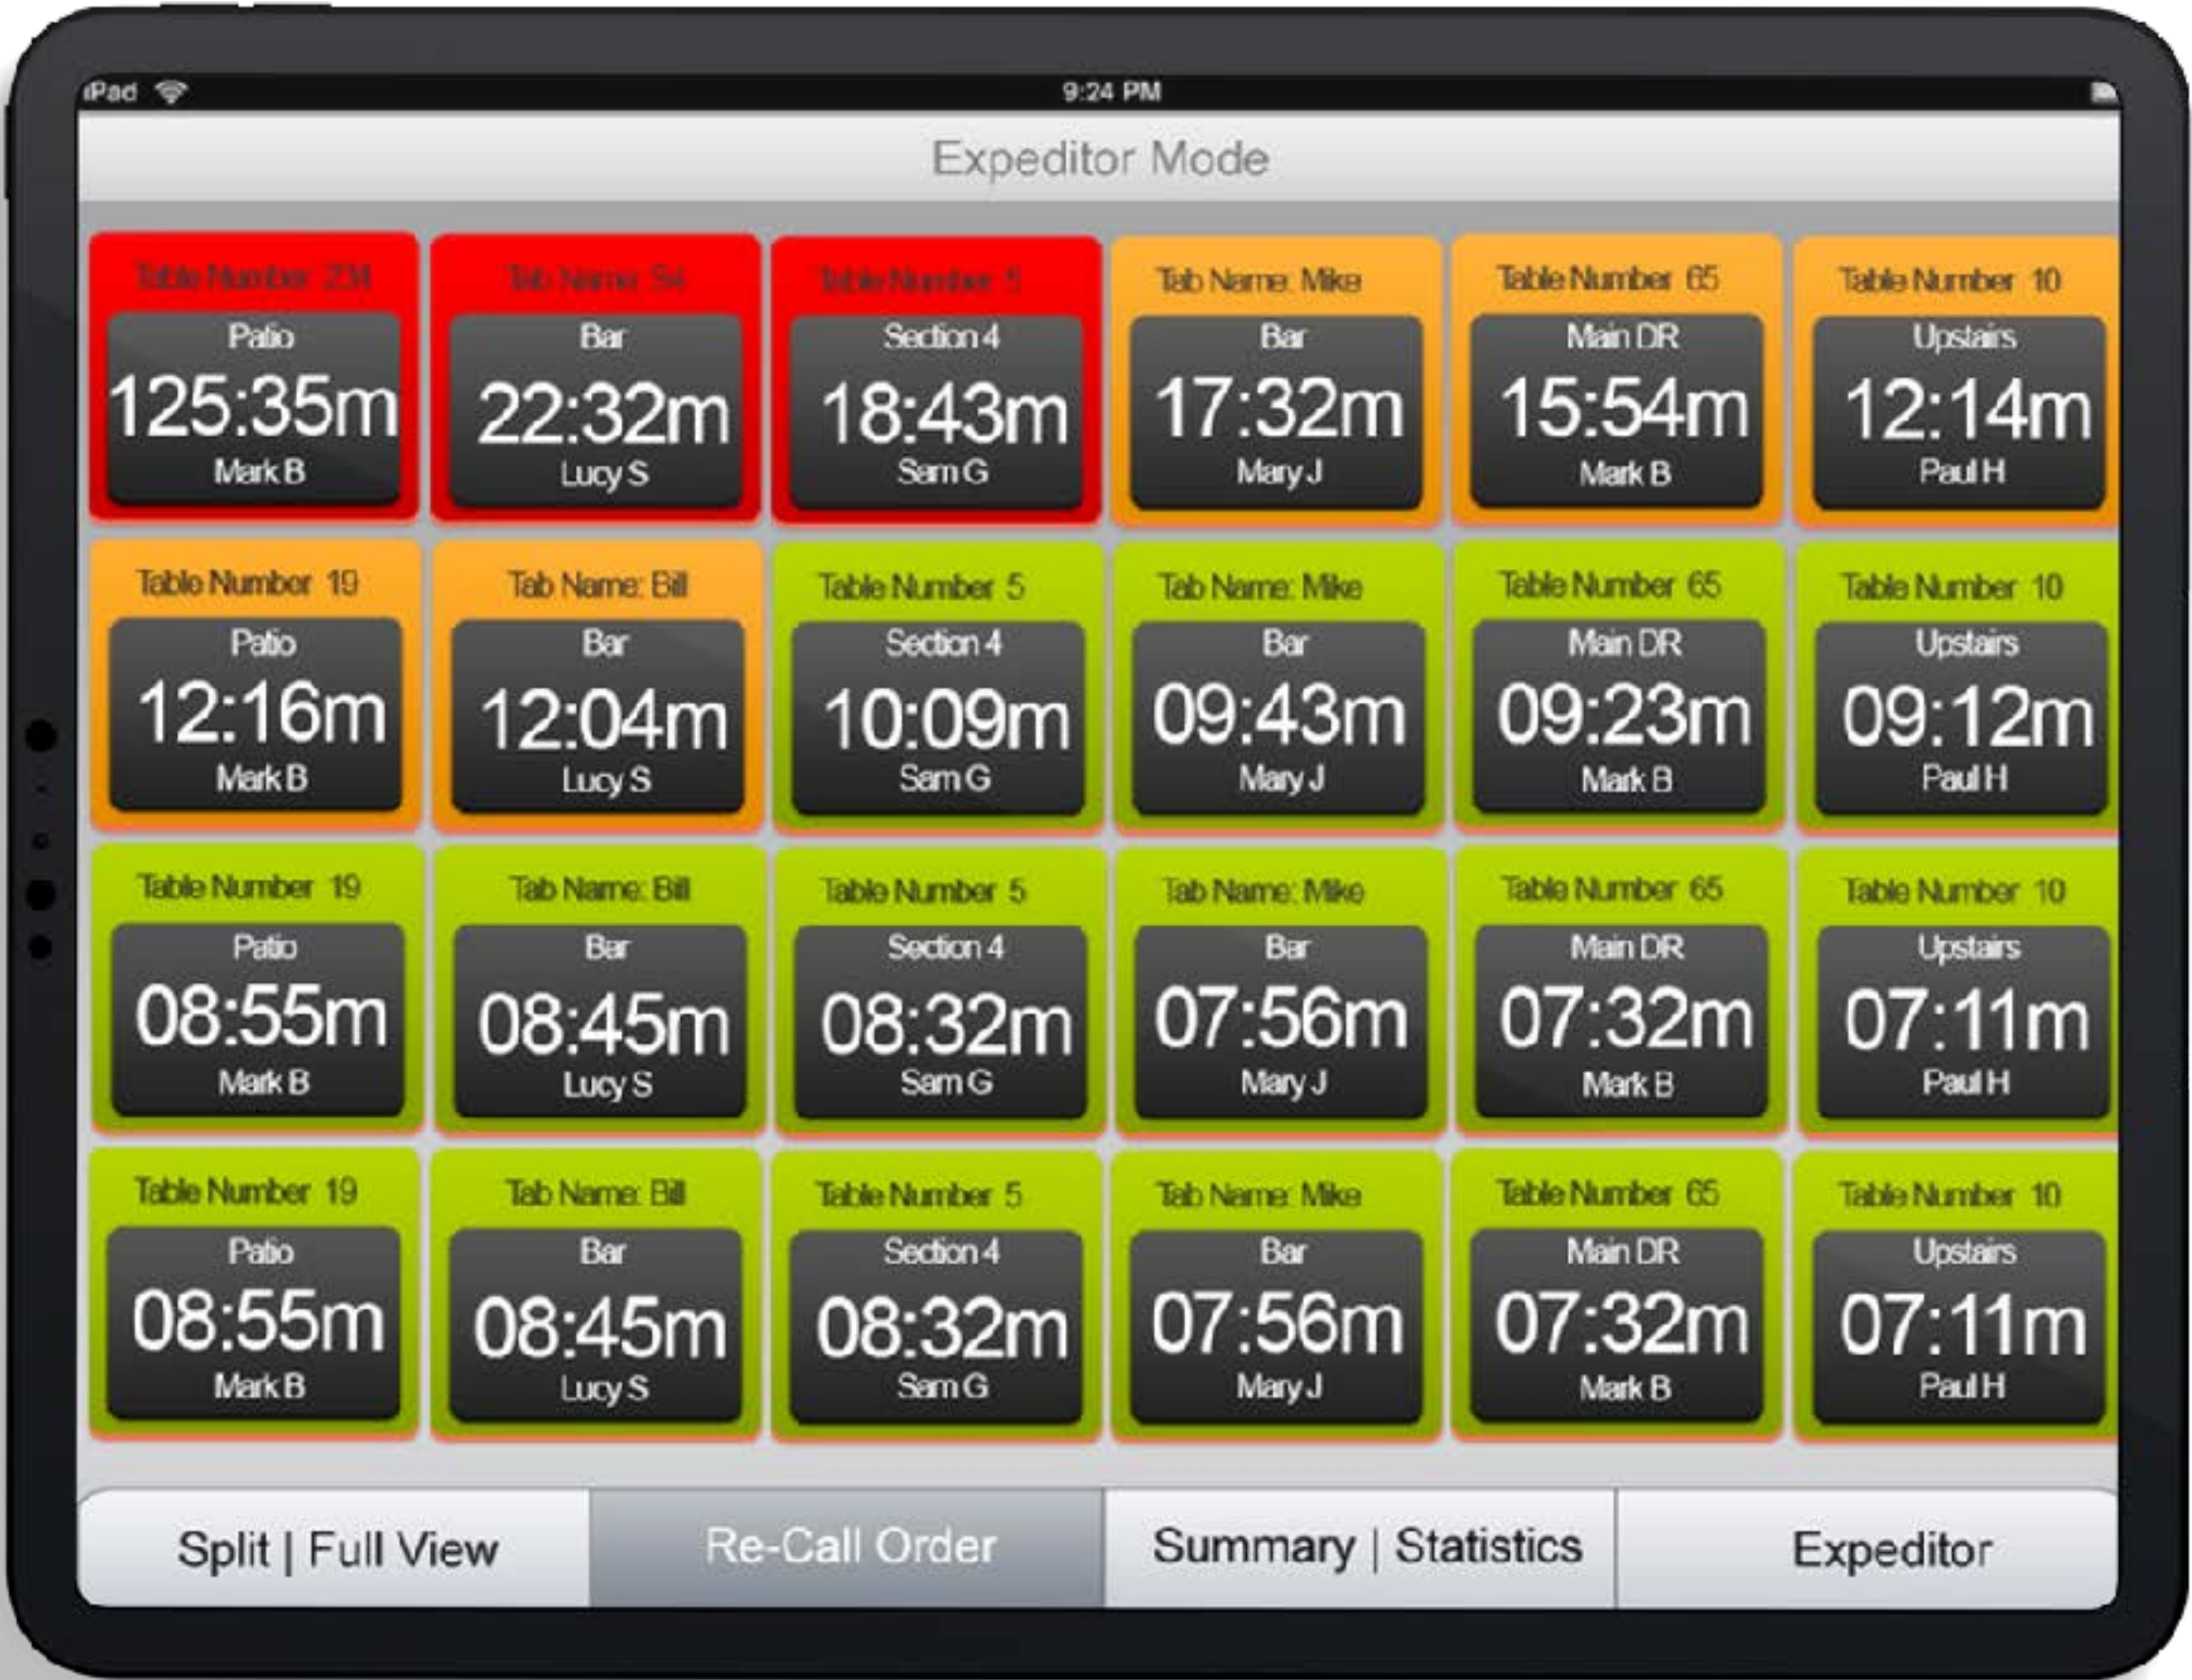 iPad
9:24 PM
Expeditor Mode
Table Number 234
Patio
125:35m
Mark B
Tab Name: 54
Bar
22:32m
Lucy S
Table Number 5
Section 4
18:43m
Sam G
Tab Name: Mike
Bar
17:32m
Mary J
Table Number 65
Main DR
15:54m
Mark B
Table Number 10
Upstairs
12:14m
Paul H
Table Number 19
Patio
12:16m
Mark B
Tab Name: Bill
Bar
12:04m
Lucy S
Table Number 5
Section 4
10:09m
Sam G
Tab Name: Mike
Bar
09:43m
Mary J
Table Number 65
Main DR
09:23m
Mark B
Table Number 10
Upstairs
09:12m
Paul H
Table Number 19
Patio
08:55m
Mark B
Tab Name: Bill
Bar
08:45m
Lucy S
Table Number 5
Section 4
08:32m
Sam G
Tab Name: Mike
Bar
07:56m
Mary J
Table Number 65
Main DR
07:32m
Mark B
Table Number 10
Upstairs
07:11m
Paul H
Table Number 19
Patio
08:55m
Mark B
Tab Name: Bill
Bar
08:45m
Lucy S
Table Number 5
Section 4
08:32m
Sam G
Tab Name: Mike
Bar
07:56m
Mary J
Table Number 65
Main DR
07:32m
Mark B
Table Number 10
Upstairs
07:11m
Paul H
Split | Full View
Re-Call Order
Summary | Statistics
Expeditor